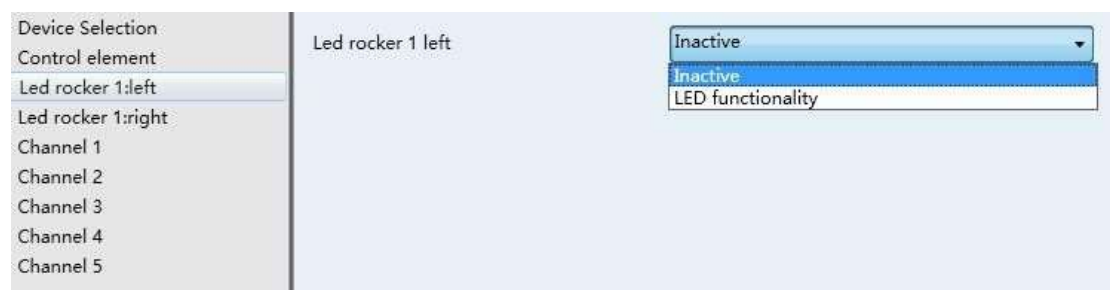 Device Selection
Control element
Led rocker 1:left
Led rocker 1:right
Channel 1
Channel 2
Channel 3
Channel 4
Channel 5
Led rocker 1 left
Inactive
Inactive
LED functionality